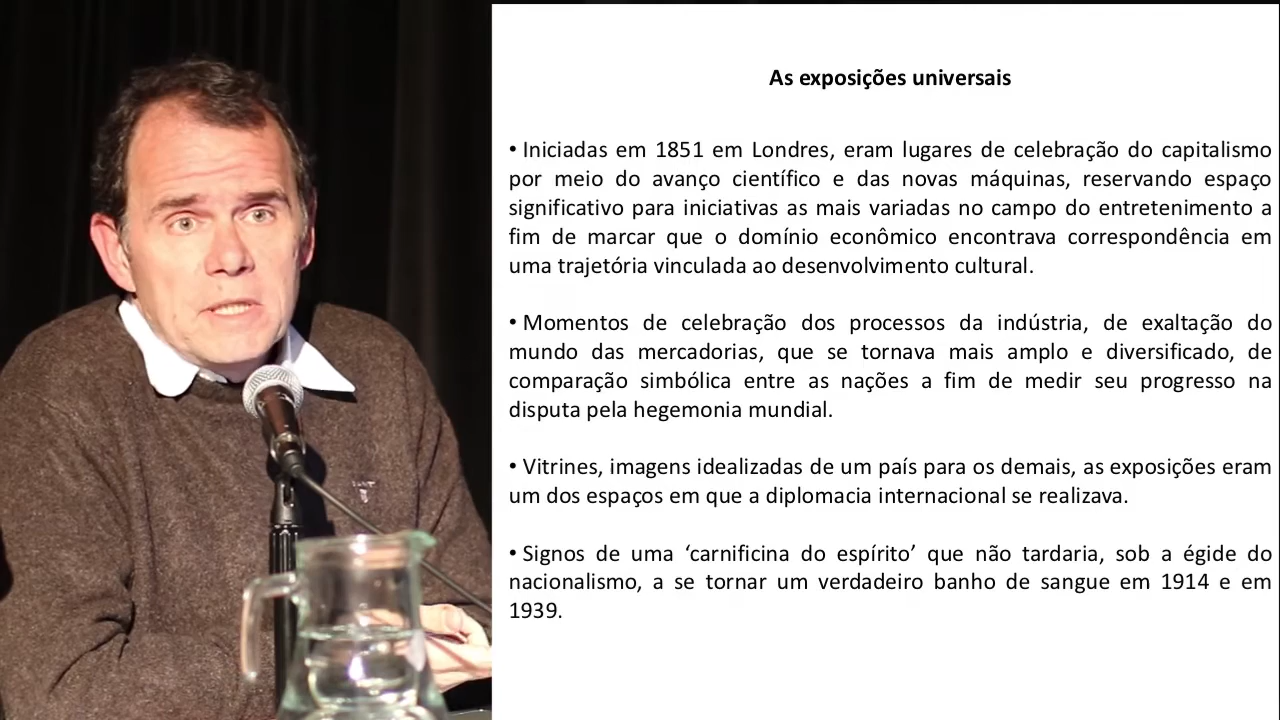 As exposições universais
• Iniciadas em 1851 em Londres, eram lugares de celebração do capitalismo
por meio do avanço científico e das novas máquinas, reservando espaço
significativo para iniciativas as mais variadas no campo do entretenimento a
fim de marcar que o domínio econômico encontrava correspondência em
uma trajetória vinculada ao desenvolvimento cultural.
• Momentos de celebração dos processos da indústria, de exaltação do
mundo das mercadorias, que se tornava mais amplo e diversificado, de
comparação simbólica entre as nações a fim de medir seu progresso na
disputa pela hegemonia mundial.
• Vitrines, imagens idealizadas de um país para os demais, as exposições eram
um dos espaços em que a diplomacia internacional se realizava.
• Signos de uma ‘carnificina do espírito’ que não tardaria, sob a égide do
nacionalismo, a se tornar um verdadeiro banho de sangue em 1914 e em
1939.